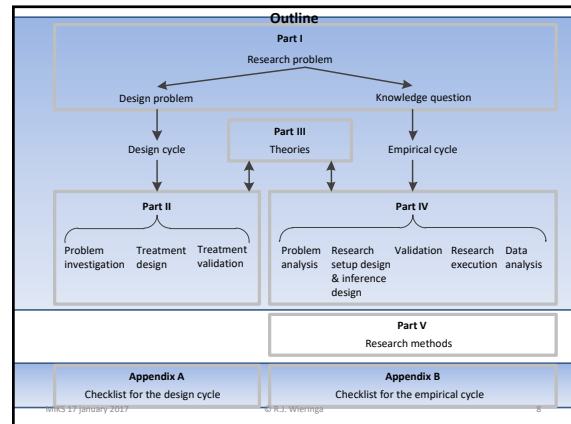 Outline
Part I
Research problem
Design problem
Knowledge question
Part III
Theories
Design cycle
Empirical cycle
Part II
Problem
investigation
Treatment
design
Treatment
validation
Part IV
Problem
analysis
Research
setup design
& inference
design
Validation
Research
execution
Data
analysis
Part V
Research methods
Appendix A
Checklist for the design cycle
Appendix B
Checklist for the empirical cycle
MIKS 17 january 2017
© R.J. Wieringa
8